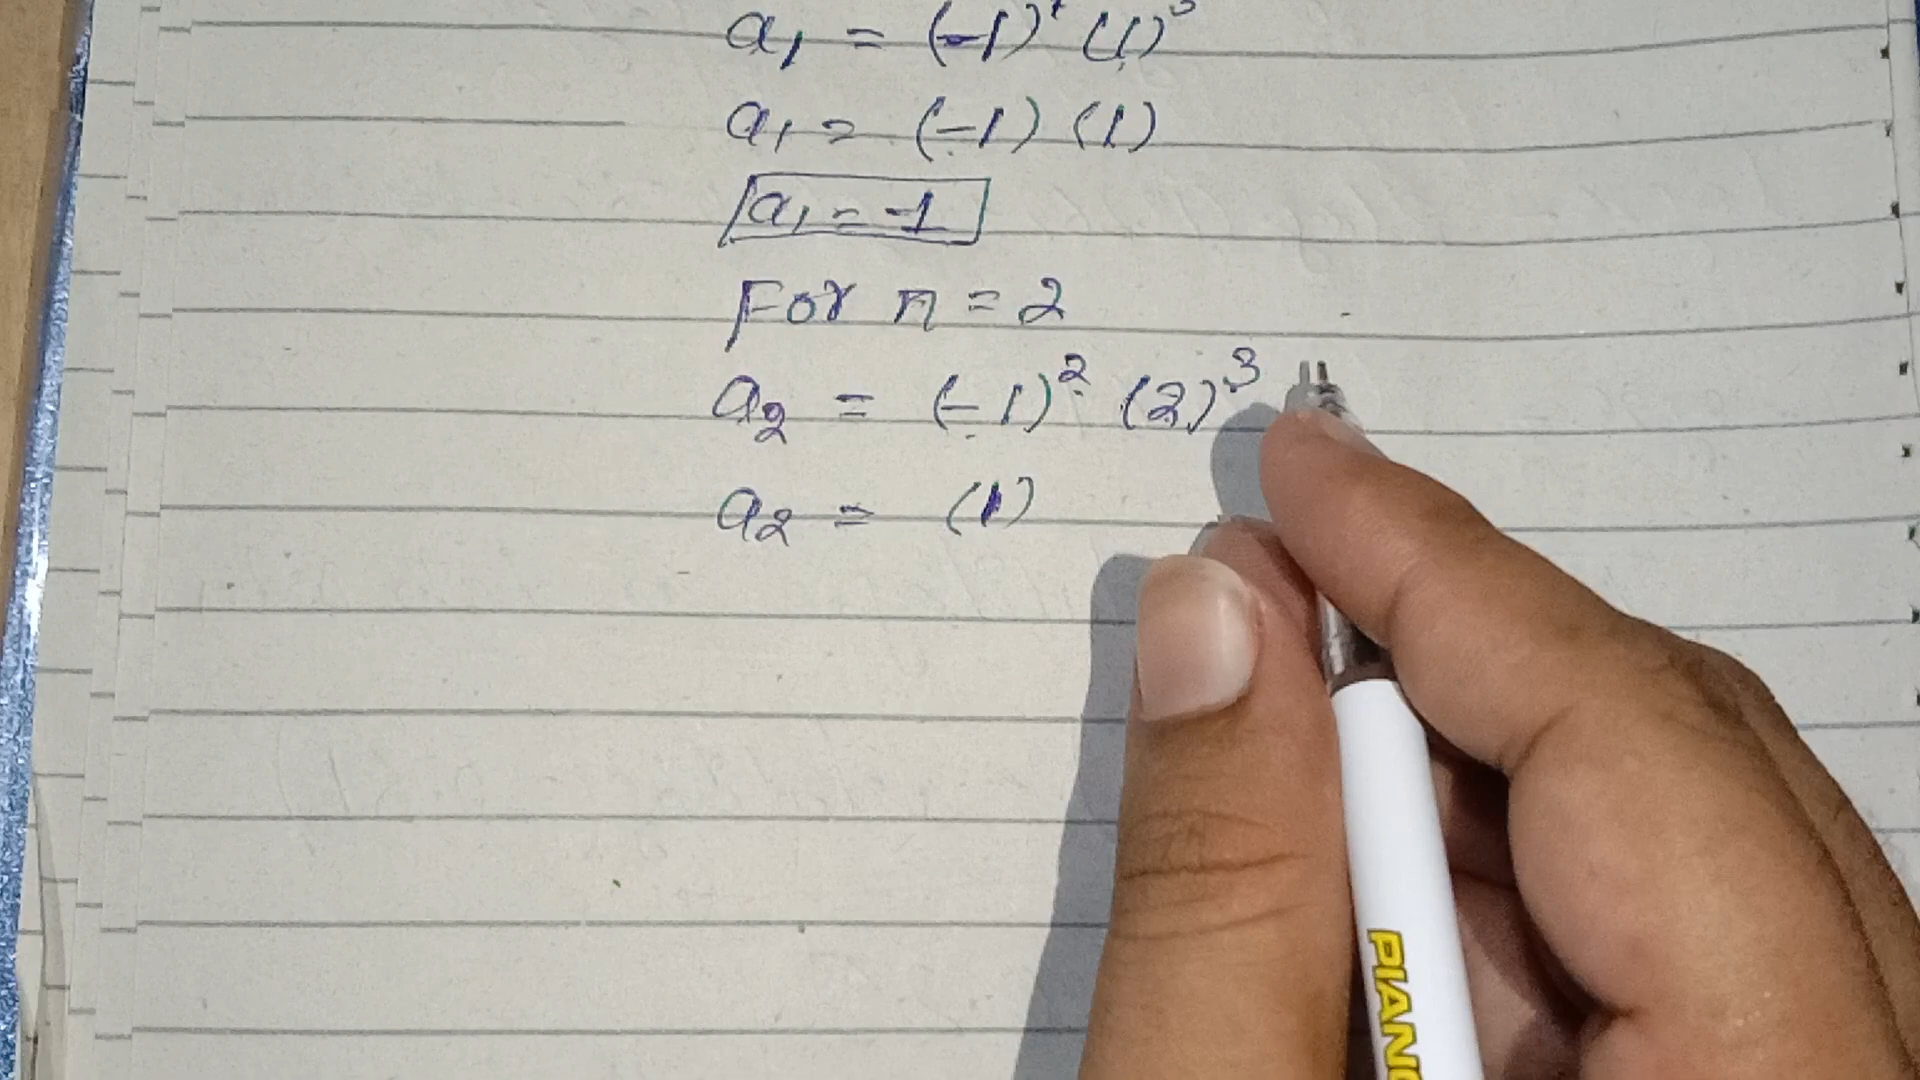 a₁ = (-1)¹ (1)³
a₁ = (-1) (1)
a₁ = -1
For n = 2
a₂ = (-1)² (2)³
a₂ = (1)
PIANO